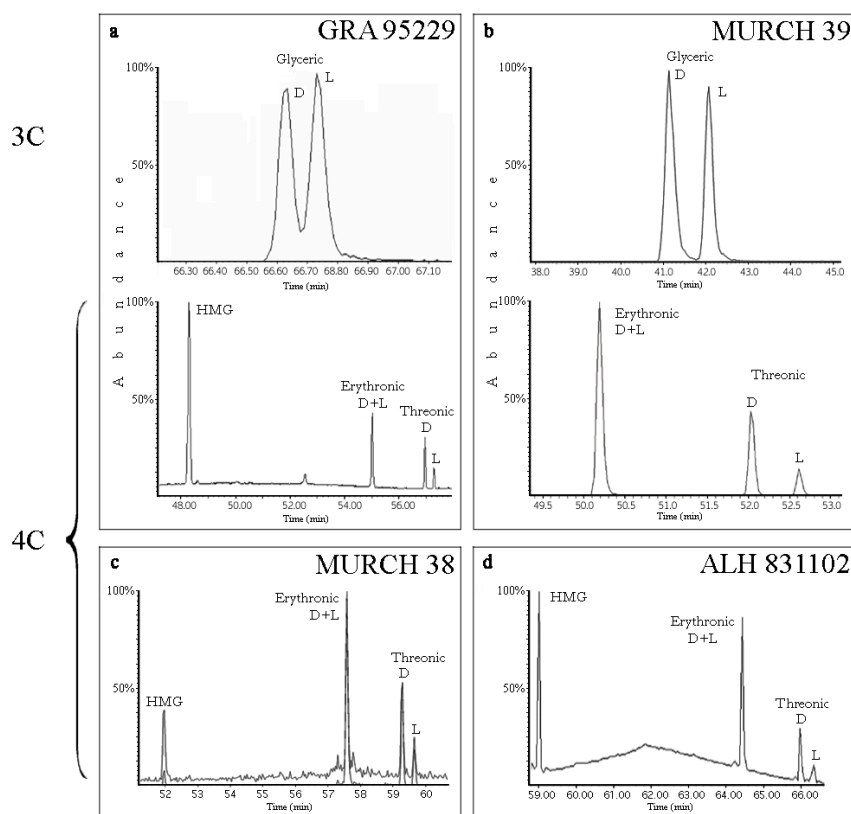 a GRA 95229
Glyceric
D L
100%
50%
66.30 66.40 66.50 66.60 66.70 68.80 66.90 67.00 67.10
Time (min)
3C
Abundance
100%
50%
HMG
Erythronic
D+L
Threonic
D
L
48.00 50.00 52.00 54.00 56.00
Time (min)
b MURCH 39
Glyceric
D L
100%
50%
38.0 39.0 40.0 41.0 42.0 43.0 44.0 45.0
Time (min)
Abundance
100%
50%
Erythronic
D+L
Threonic
D
L
49.5 50.0 50.5 51.0 51.5 52.0 52.5 53.0
Time (min)
4C
c MURCH 38
100%
50%
HMG
Erythronic
D+L
Threonic
D
L
52 53 54 55 56 57 58 59 60
Time (min)
d ALH 831102
100%
50%
HMG
Erythronic
D+L
Threonic
D
L
59.00 60.00 61.00 62.00 63.00 64.00 65.00 66.00
Time (min)